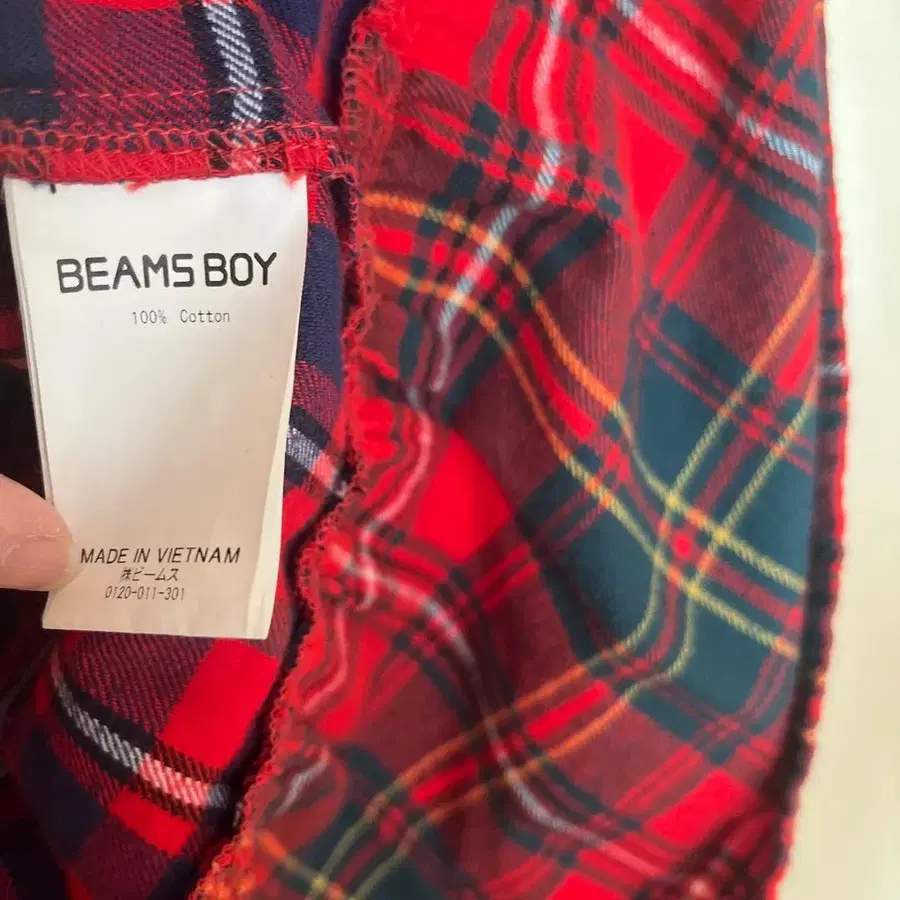 BEAMS BOY
100% Cotton
MADE IN VIETNAM
㈱ビームス
0120-011-301